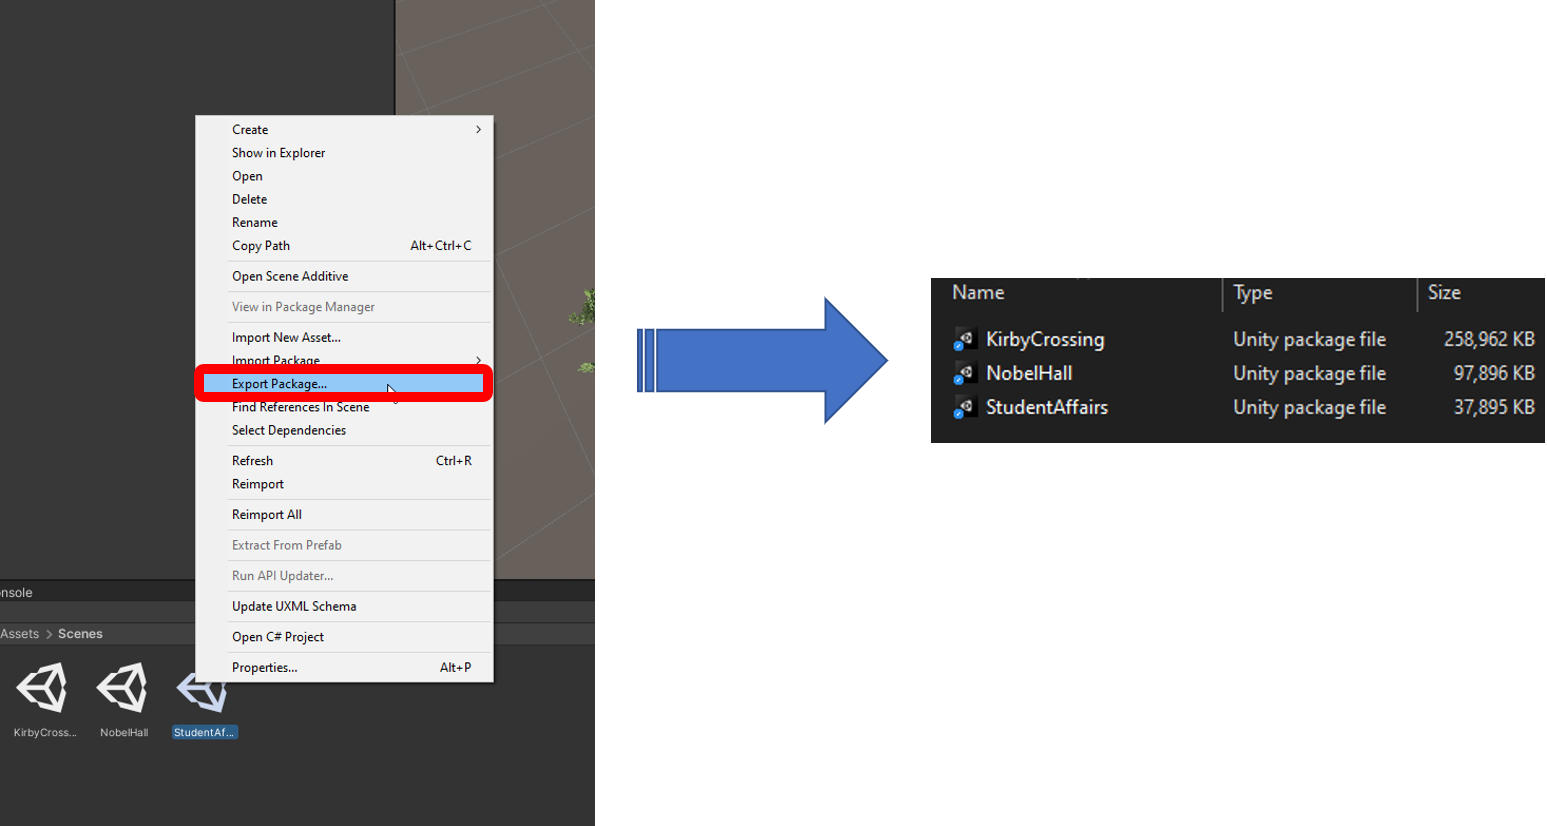 Create
Show in Explorer
Open
Delete
Rename
Copy Path Alt+Ctrl+C
Open Scene Additive
View in Package Manager
Import New Asset...
Import Package
Export Package...
Find References In Scene
Select Dependencies
Refresh Ctrl+R
Reimport
Reimport All
Extract From Prefab
Run API Updater...
Update UXML Schema
Open C# Project
Properties... Alt+P
nsole
Assets > Scenes
KirbyCross...
NobelHall
StudentAf...
Name Type Size
KirbyCrossing Unity package file 258,962 KB
NobelHall Unity package file 97,896 KB
StudentAffairs Unity package file 37,895 KB